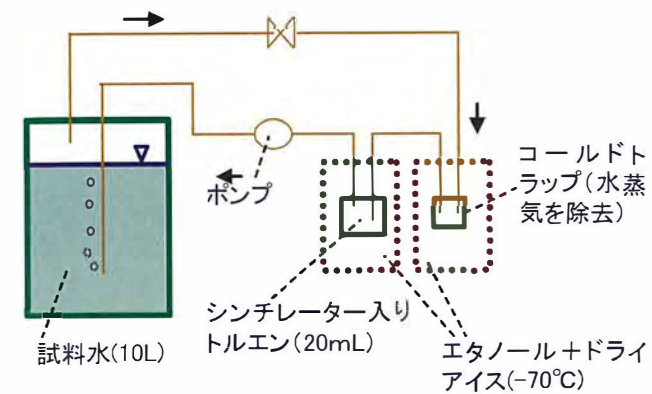 ポンプ
コールドト
ラップ(水蒸
気を除去)
シンチレーター入り
トルエン(20mL)
試料水(10L)
エタノール＋ドライ
アイス(-70℃)